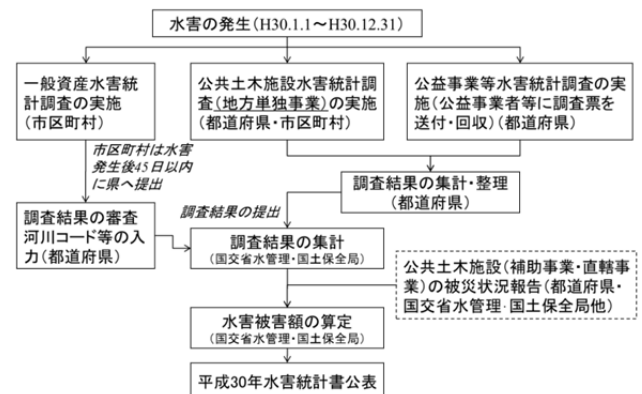 水害の発生(H30.1.1～H30.12.31)
一般資産水害統
計調査の実施
(市区町村)
公共土木施設水害統計調
査(地方単独事業)の実施
(都道府県・市区町村)
公益事業等水害統計調査の実
施(公益事業者等に調査票を
送付・回収)(都道府県)
市区町村は水害
発生後45日以内
に県へ提出
調査結果の集計・整理
(都道府県)
調査結果の提出
調査結果の審査
河川コード等の入
力(都道府県)
調査結果の集計
(国交省水管理・国土保全局)
公共土木施設(補助事業・直轄事
業)の被災状況報告(都道府県・
国交省水管理・国土保全局他)
水害被害額の算定
(国交省水管理・国土保全局)
平成30年水害統計書公表